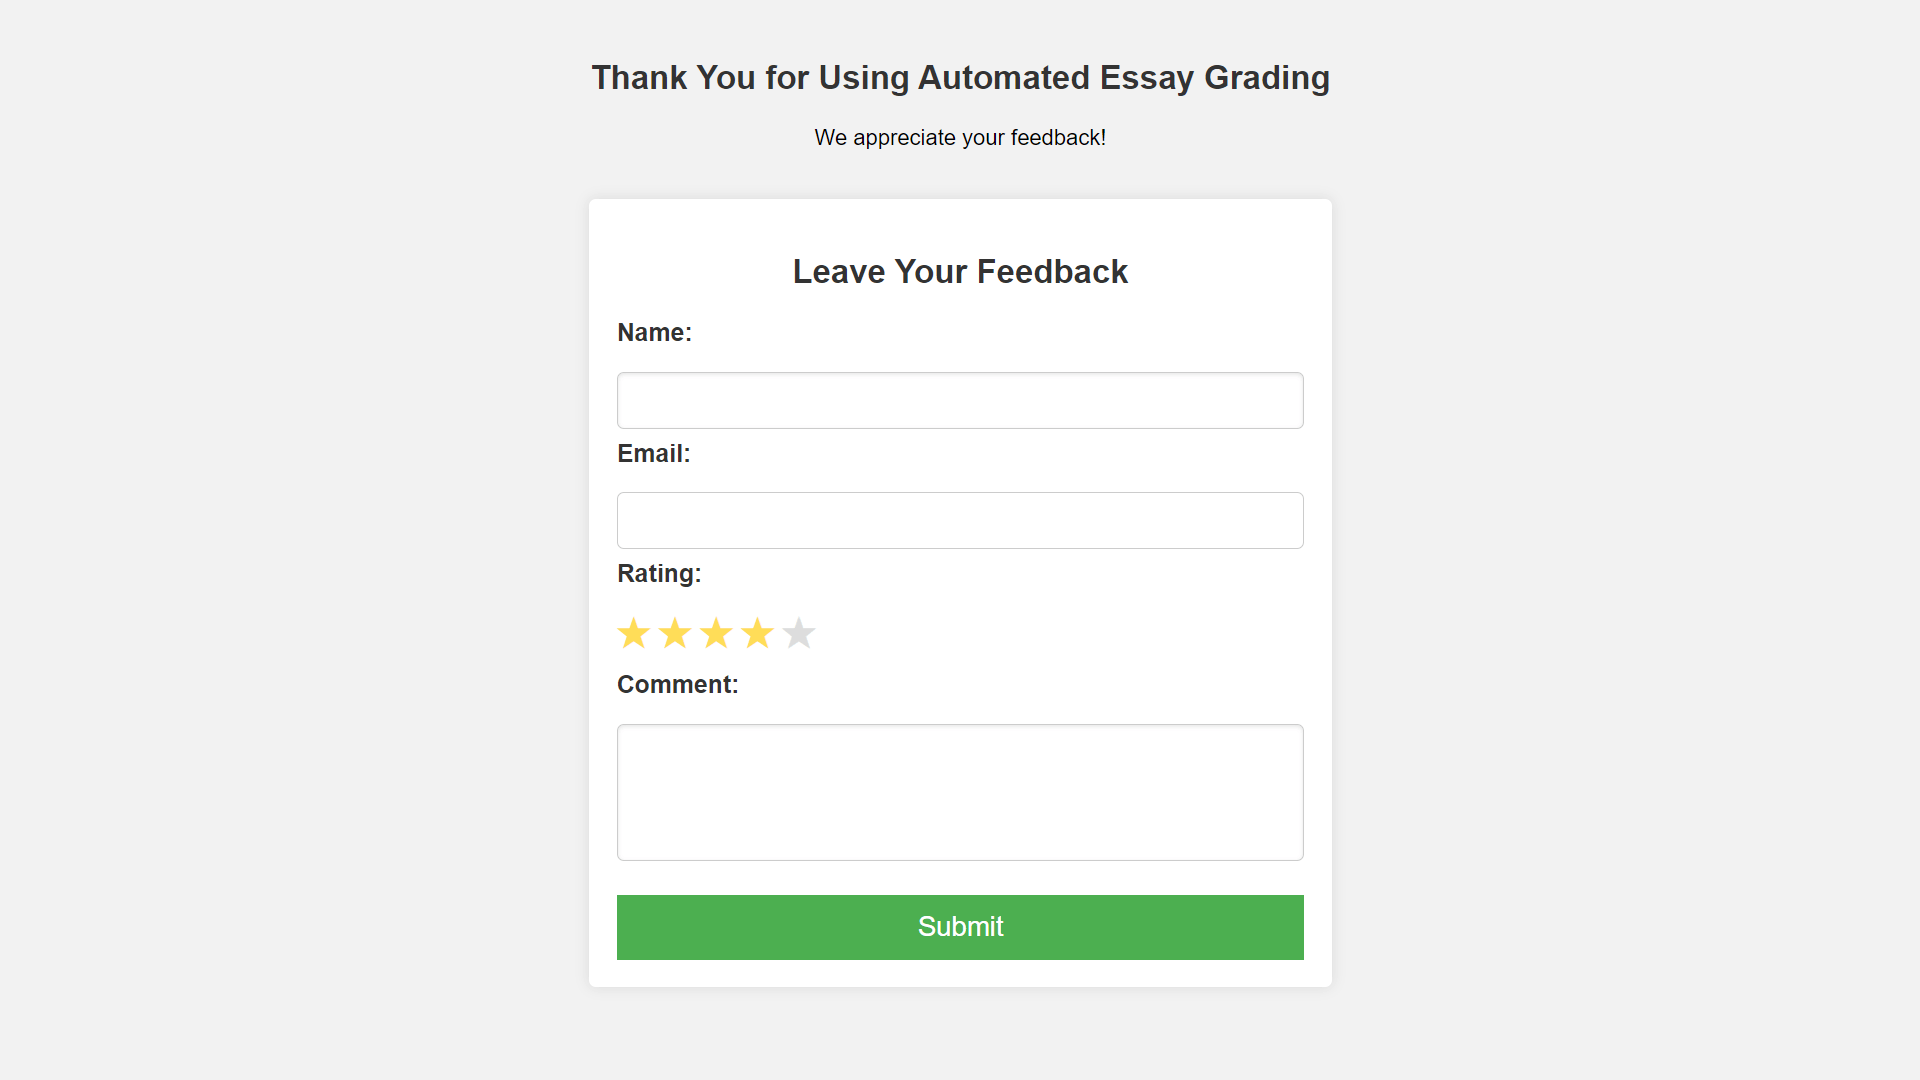 Thank You for Using Automated Essay Grading
We appreciate your feedback!
Leave Your Feedback
Name:
Email:
Rating:
Comment:
Submit